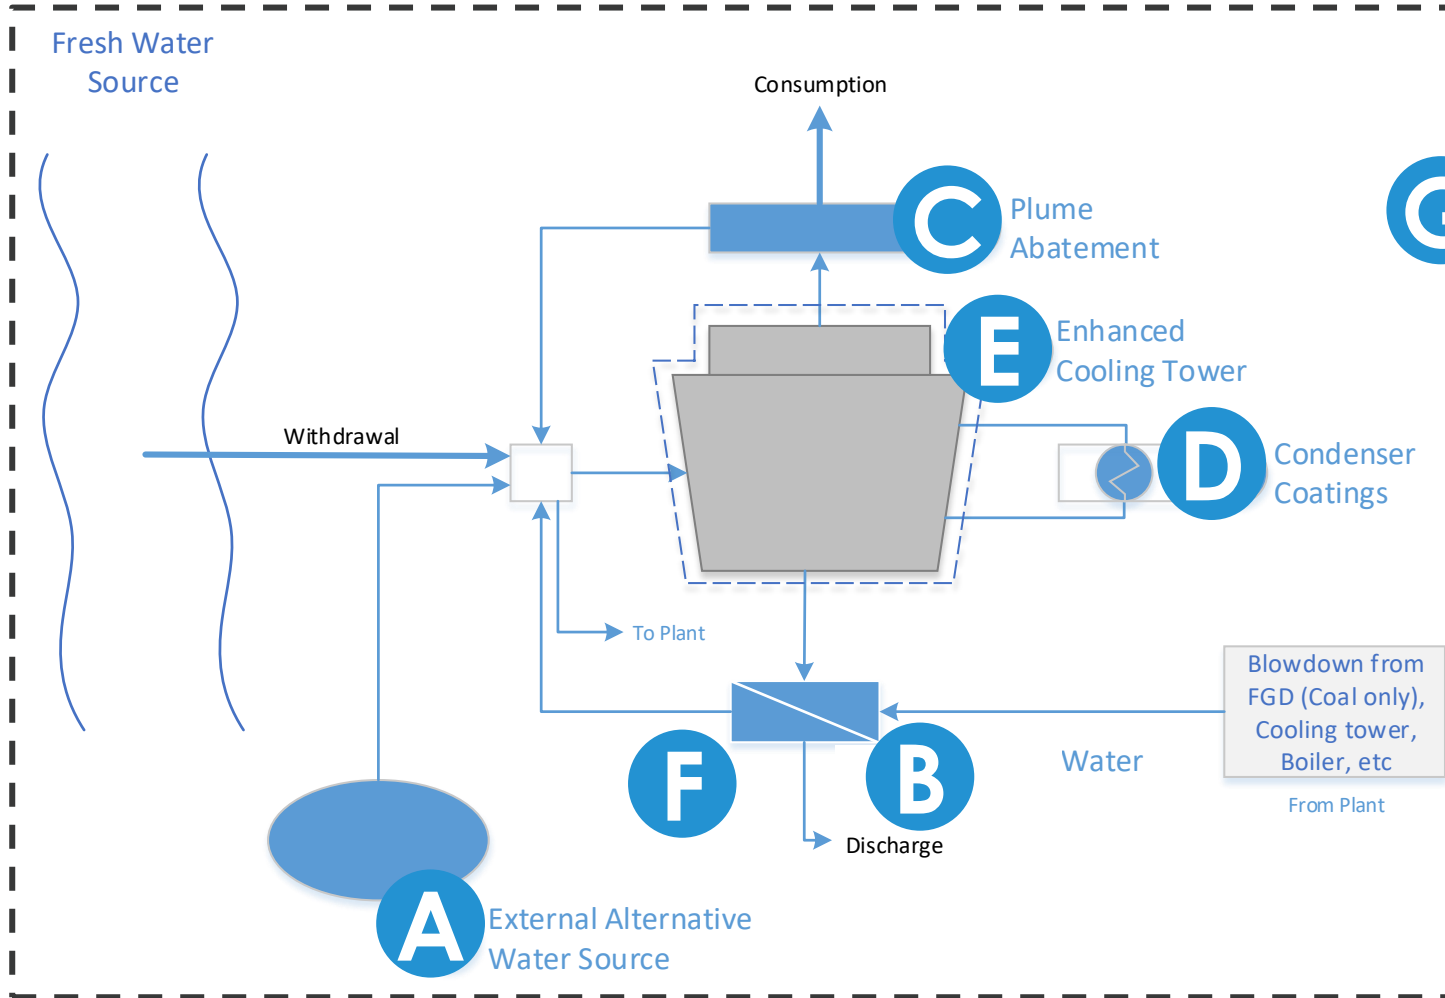 Fresh Water
Source
Consumption
C
Plume
Abatement
G
E
Enhanced
Cooling Tower
Withdrawal
D
Condenser
Coatings
To Plant
Blowdown from
FGD (Coal only),
Cooling tower,
Boiler, etc
F
B
Water
From Plant
Discharge
A
External Alternative
Water Source